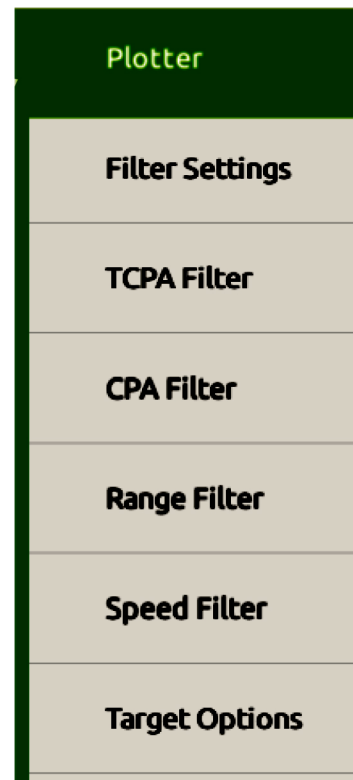 Plotter
Filter Settings
TCPA Filter
CPA Filter
Range Filter
Speed Filter
Target Options